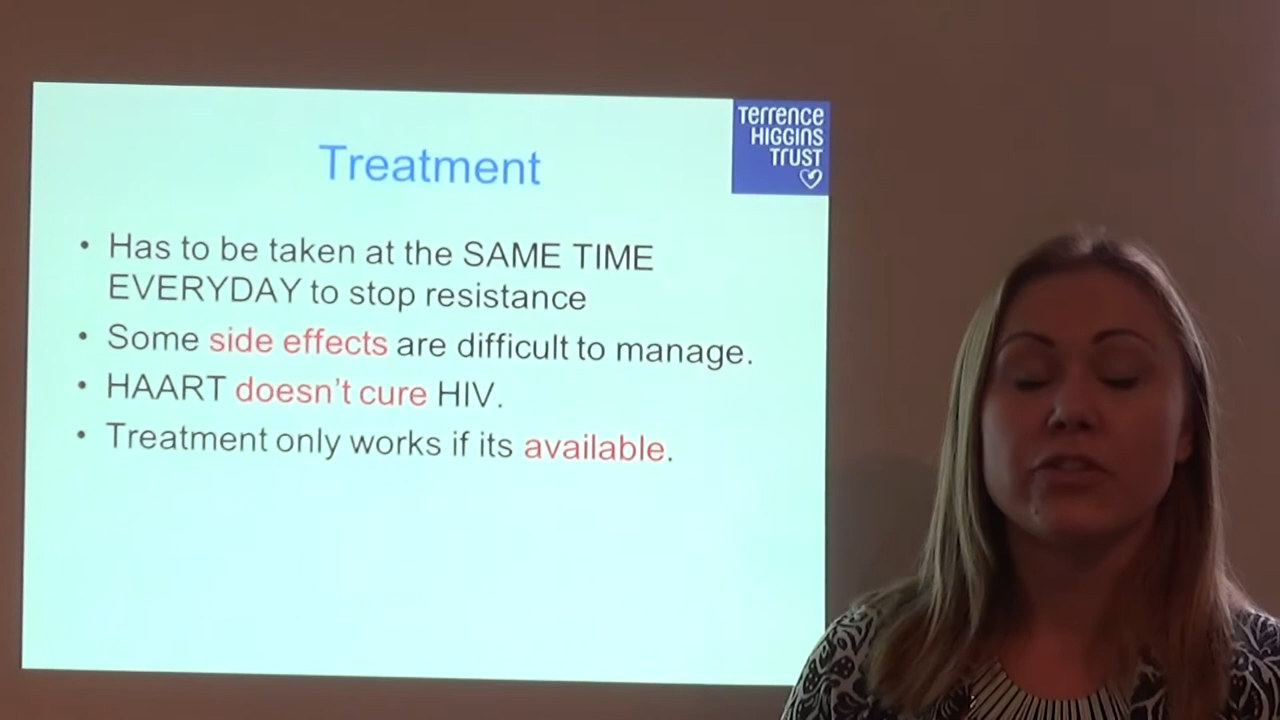 Terrence
HIGGINS
TRUST
Treatment
• Has to be taken at the SAME TIME
EVERYDAY to stop resistance
• Some side effects are difficult to manage.
• HAART doesn't cure HIV.
• Treatment only works if its available.